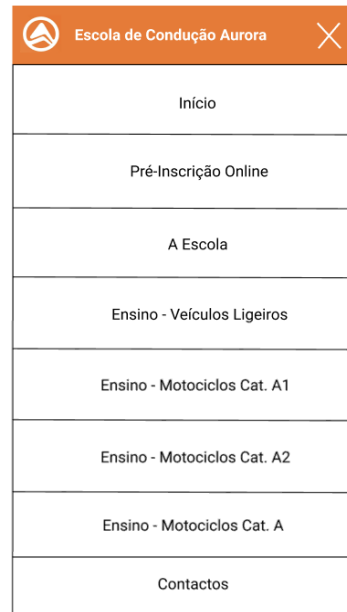 Escola de Condução Aurora
Início
Pré-Inscrição Online
A Escola
Ensino - Veículos Ligeiros
Ensino - Motociclos Cat. A1
Ensino - Motociclos Cat. A2
Ensino - Motociclos Cat. A
Contactos